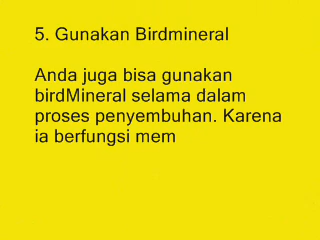 5. Gunakan Birdmineral
Anda juga bisa gunakan
birdMineral selama dalam
proses penyembuhan. Karena
ia berfungsi mem